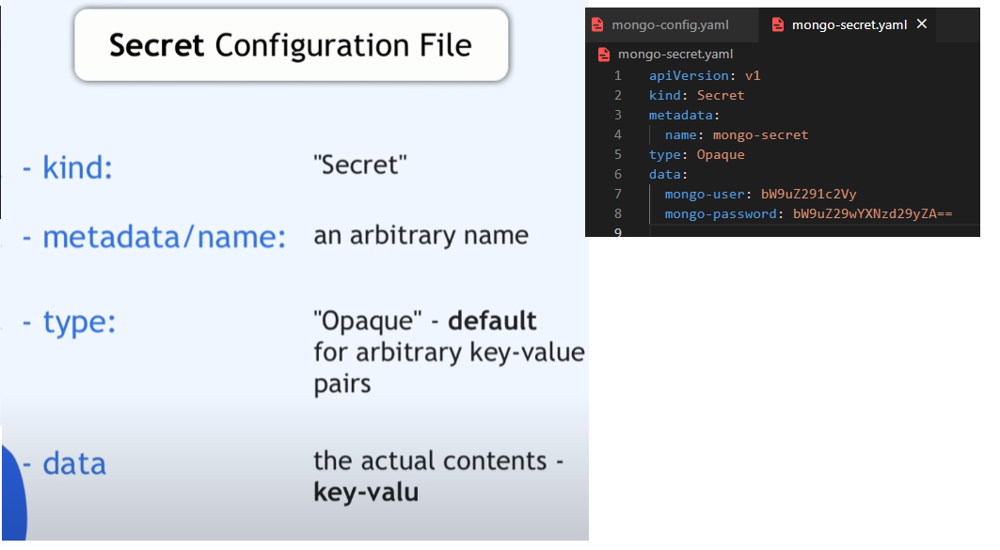 Secret Configuration File
- kind: "Secret"
- metadata/name: an arbitrary name
- type: "Opaque" - default
for arbitrary key-value
pairs
- data the actual contents -
key-valu
mongo-config.yaml mongo-secret.yaml ×
mongo-secret.yaml
1 apiVersion: v1
2 kind: Secret
3 metadata:
4 name: mongo-secret
5 type: Opaque
6 data:
7 mongo-user: bW9uZ291c2Vy
8 mongo-password: bW9uZ29wYXNzd29yZA==
9